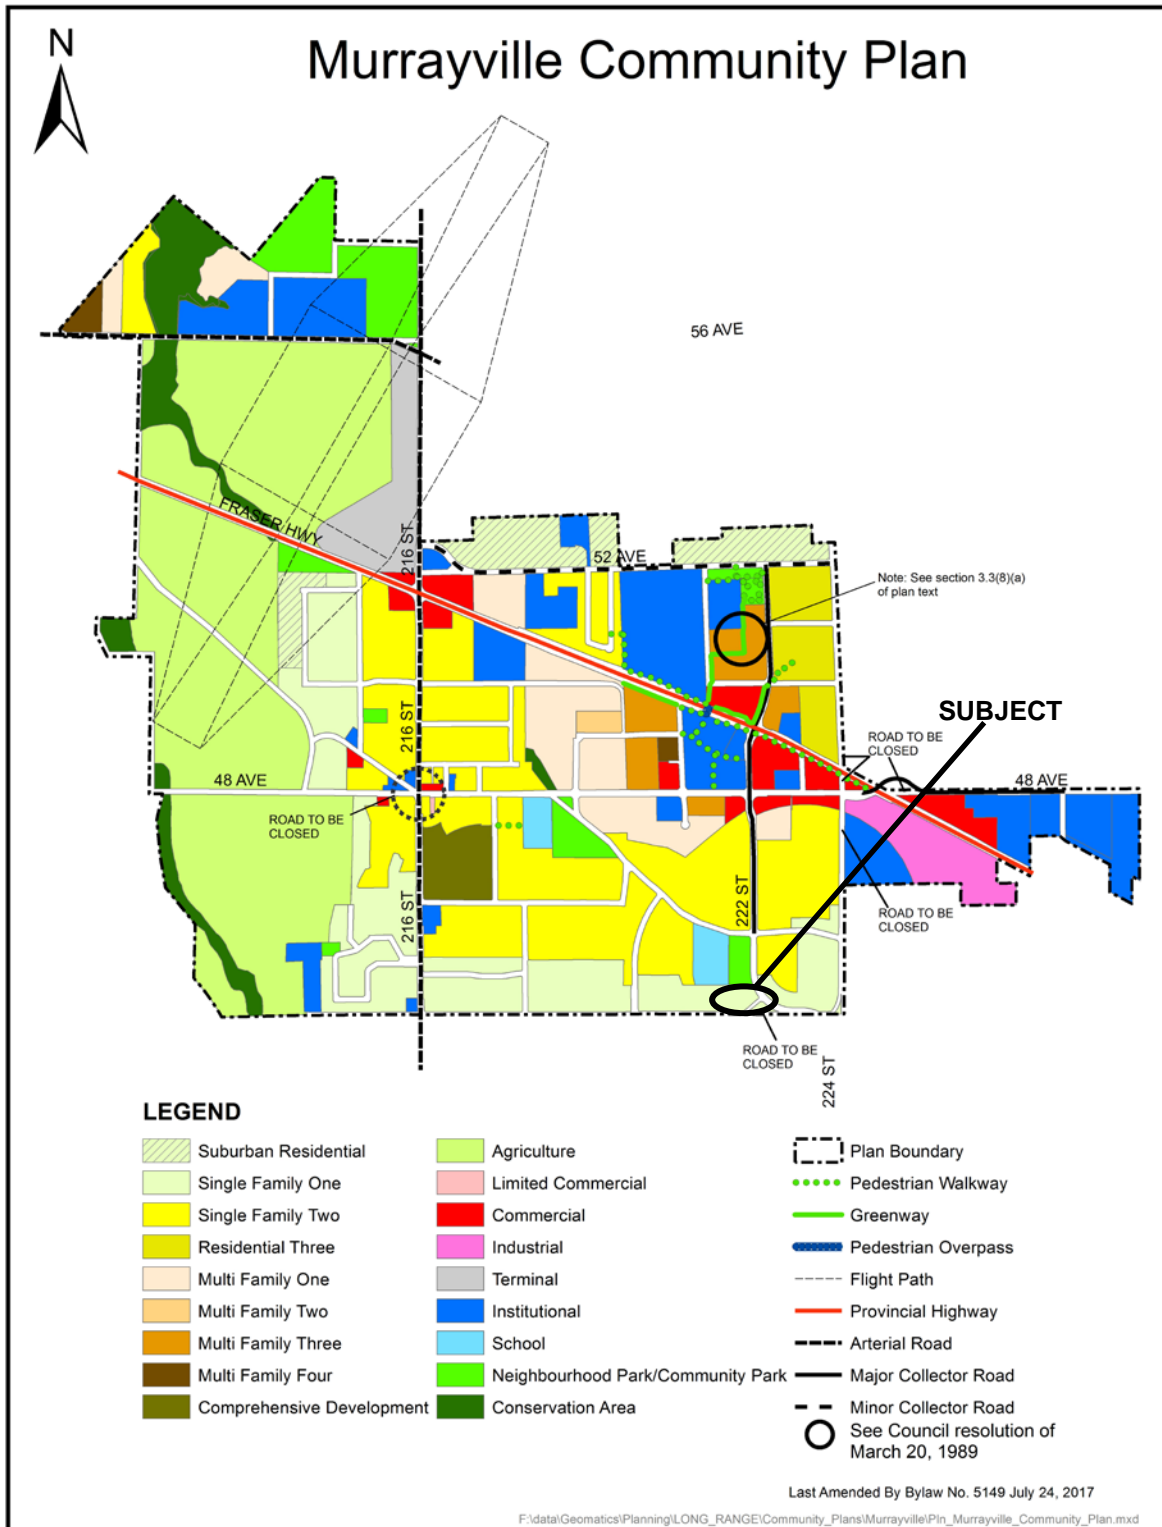 Murrayville Community Plan
N
56 AVE
FRASER HWY
216 ST
52 AVE
Note: See section 3.3(8)(a)
of plan text
SUBJECT
216 ST
ROAD TO BE
CLOSED
48 AVE
48 AVE
ROAD TO BE
CLOSED
216 ST
222 ST
ROAD TO BE
CLOSED
ROAD TO BE
CLOSED
224 ST
LEGEND
Suburban Residential
Single Family One
Single Family Two
Residential Three
Multi Family One
Multi Family Two
Multi Family Three
Multi Family Four
Comprehensive Development
Agriculture
Limited Commercial
Commercial
Industrial
Terminal
Institutional
School
Neighbourhood Park/Community Park
Conservation Area
Plan Boundary
Pedestrian Walkway
Greenway
Pedestrian Overpass
Flight Path
Provincial Highway
Arterial Road
Major Collector Road
Minor Collector Road
See Council resolution of
March 20, 1989
Last Amended By Bylaw No. 5149 July 24, 2017
F:\data\Geomatics\Planning\LONG_RANGE\Community_Plans\Murrayville\Pln_Murrayville_Community_Plan.mxd